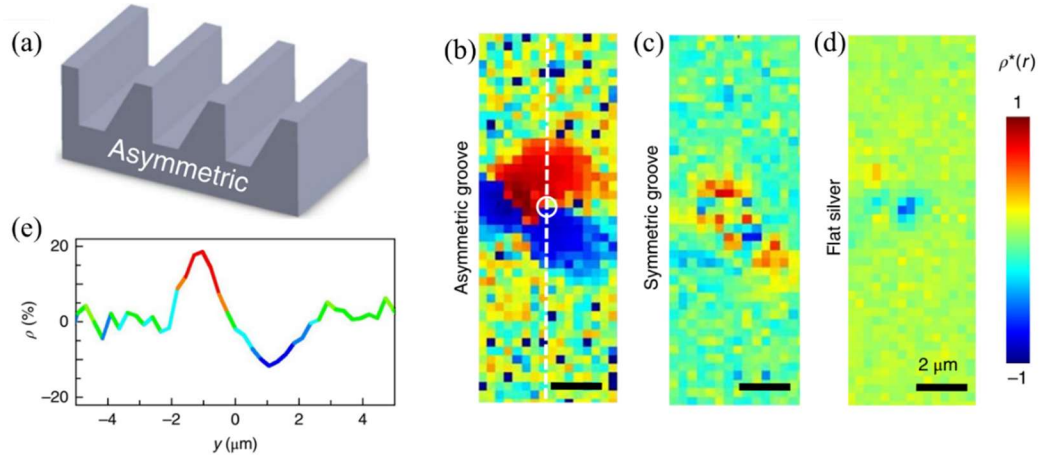 (a)
Asymmetric
(b)
Asymmetric groove
(c)
Symmetric groove
(d)
Flat silver
2 μm
ρ*(r)
1
−1
(e)
ρ (%)
20
0
−20
−4
−2
0
2
4
y (μm)